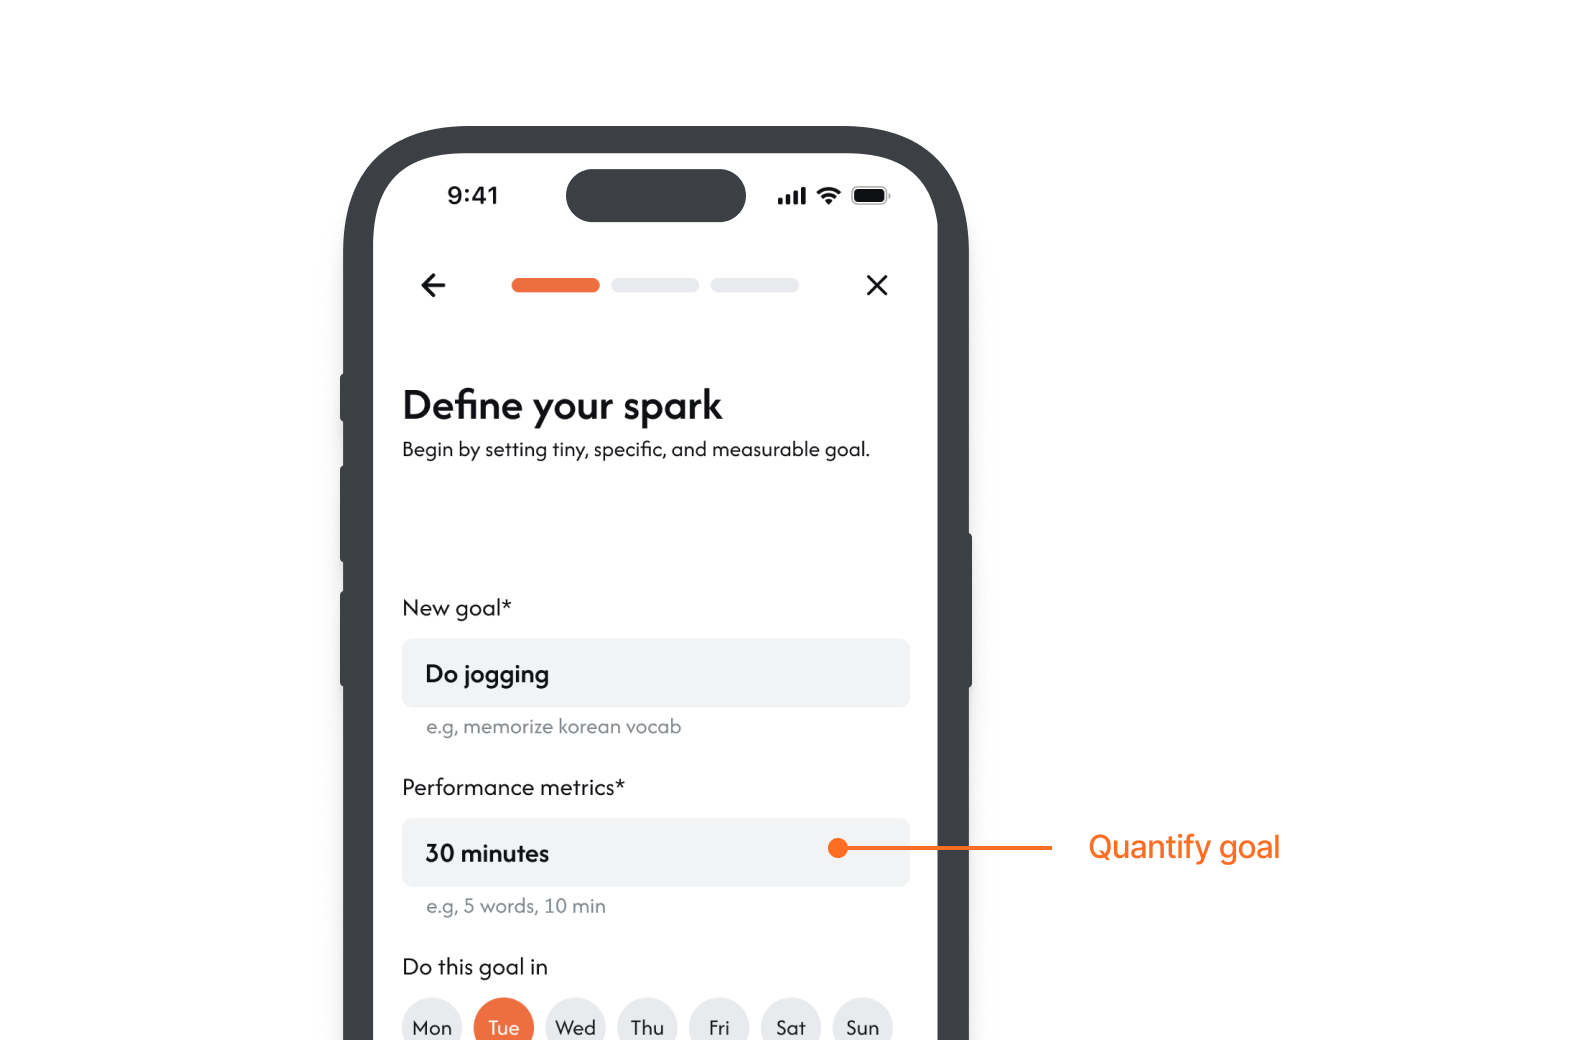 9:41
Define your spark
Begin by setting tiny, specific, and measurable goal.
New goal*
Do jogging
e.g, memorize korean vocab
Performance metrics*
30 minutes
Quantify goal
e.g, 5 words, 10 min
Do this goal in
Mon Tue Wed Thu Fri Sat Sun